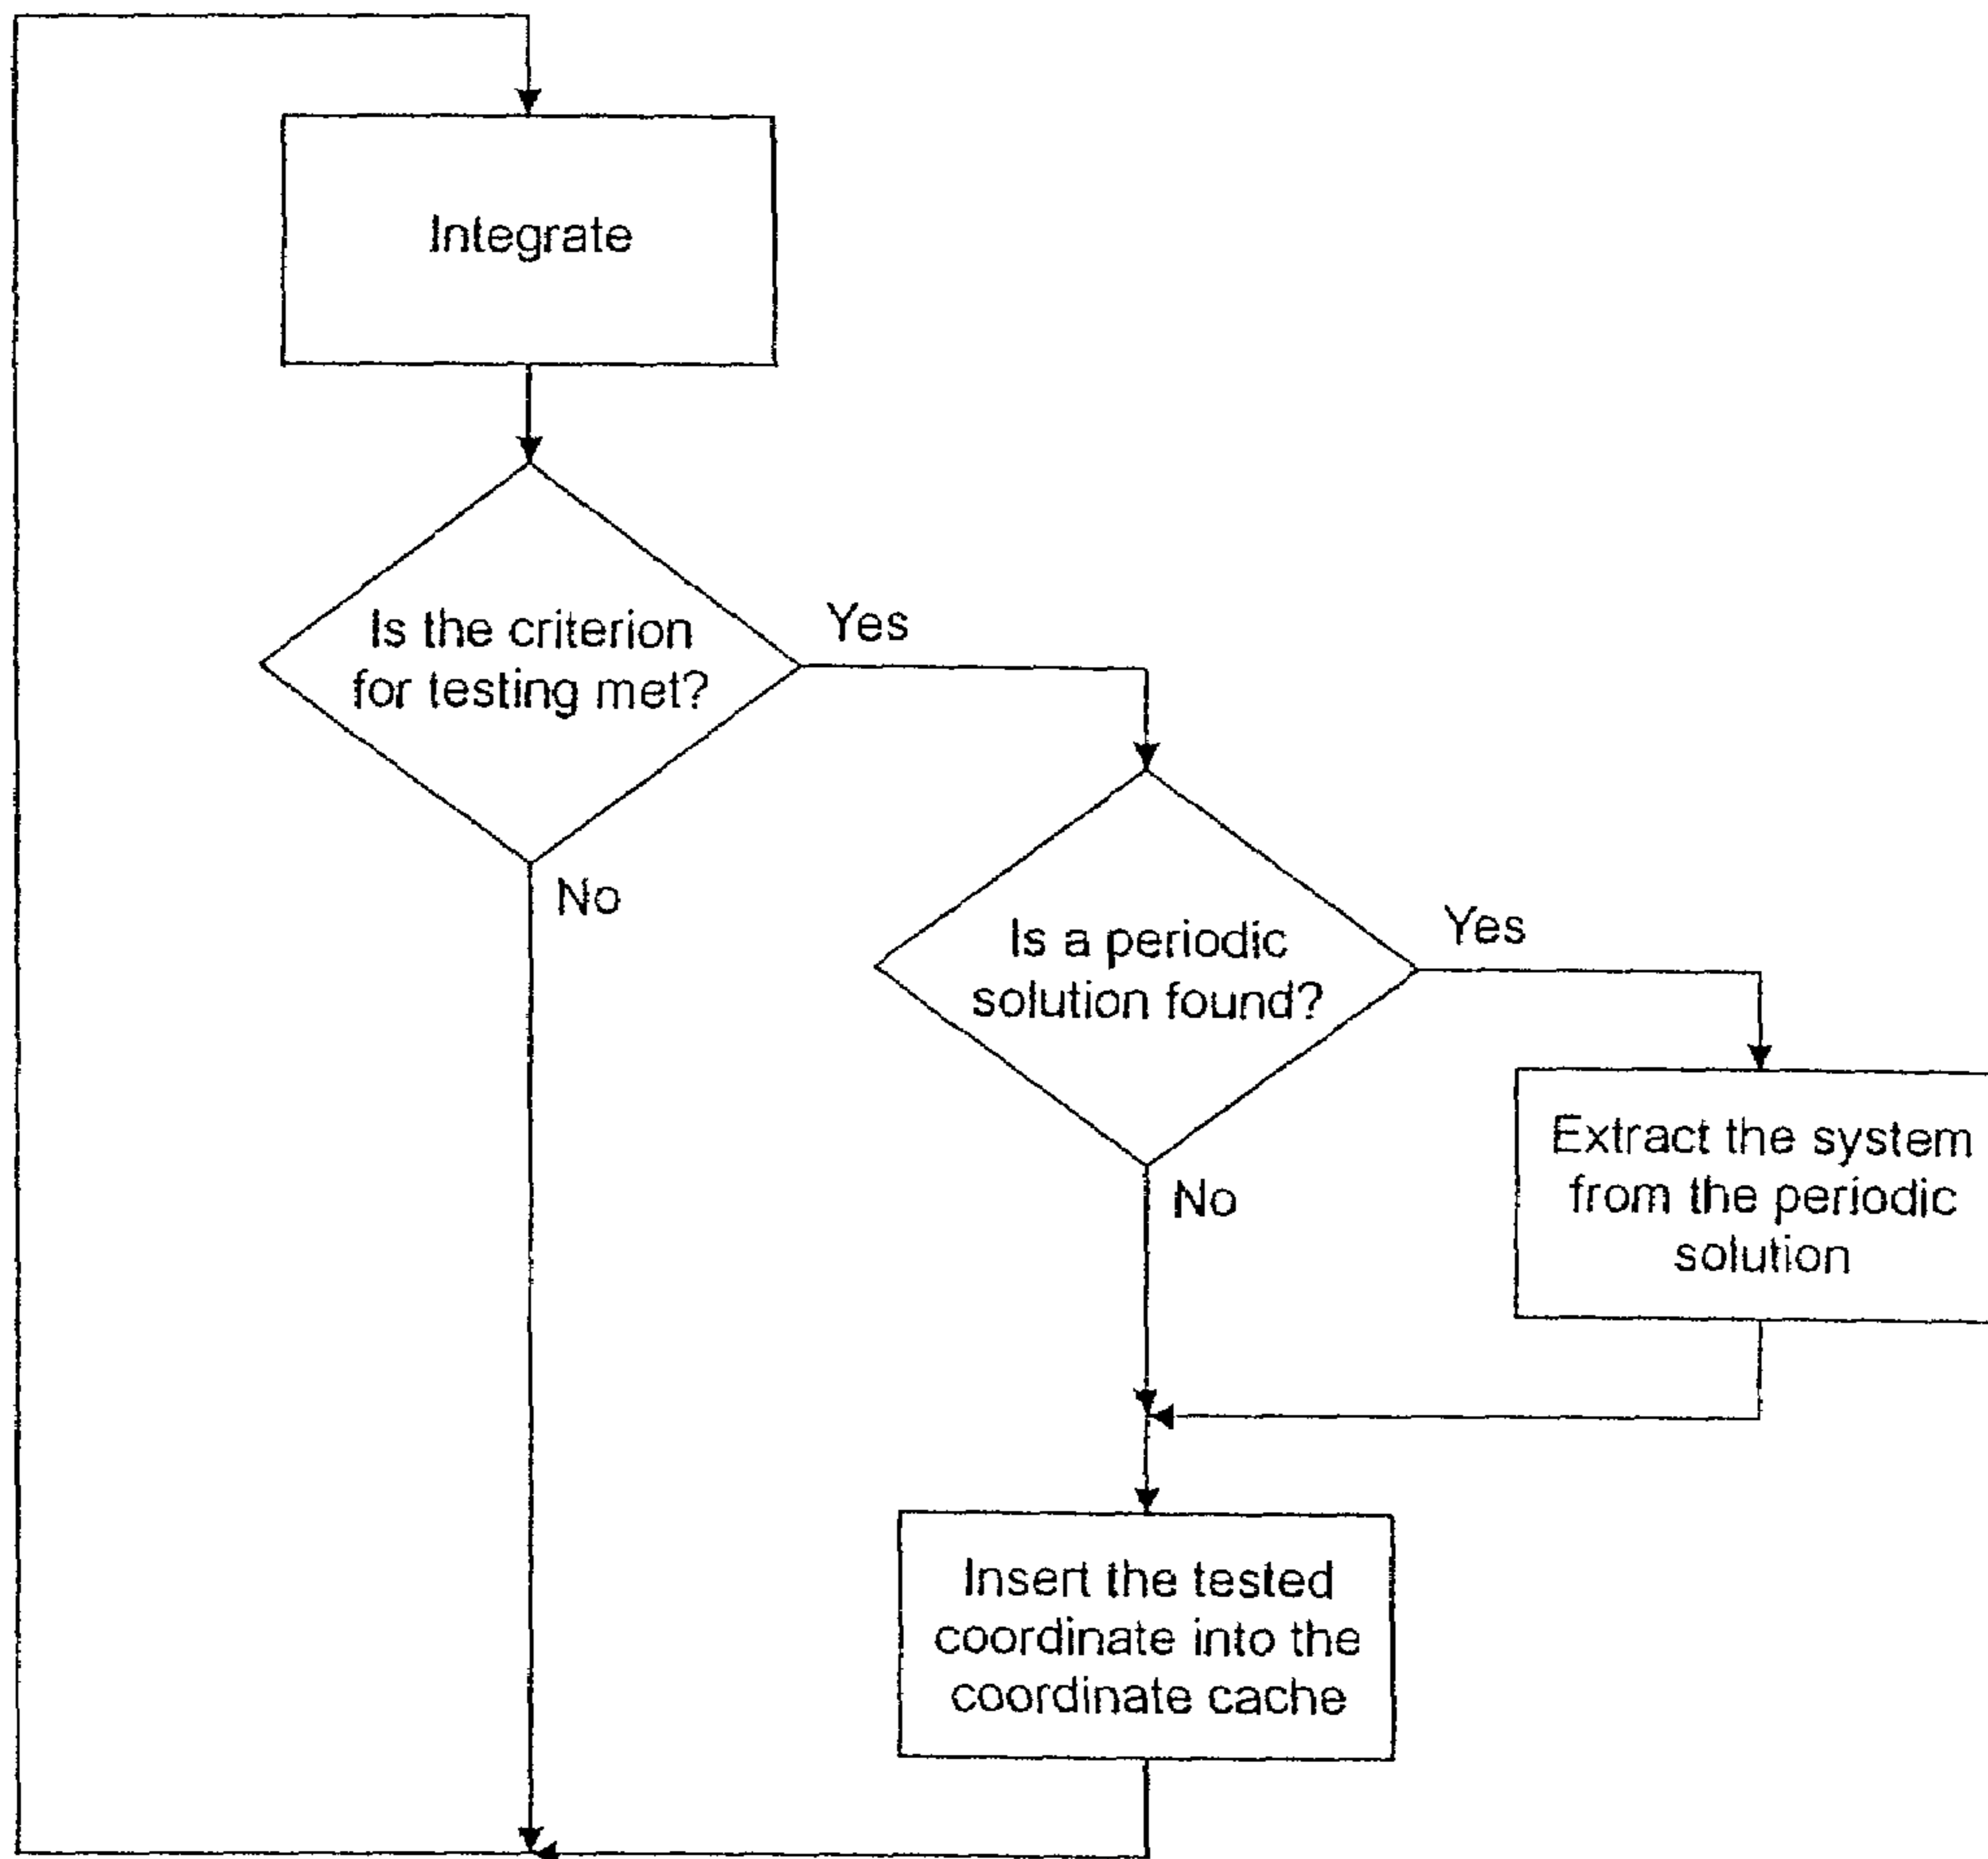 Integrate
Is the criterion
for testing met?
Yes
No
Is a periodic
solution found?
Yes
No
Extract the system
from the periodic
solution
Insert the tested
coordinate into the
coordinate cache